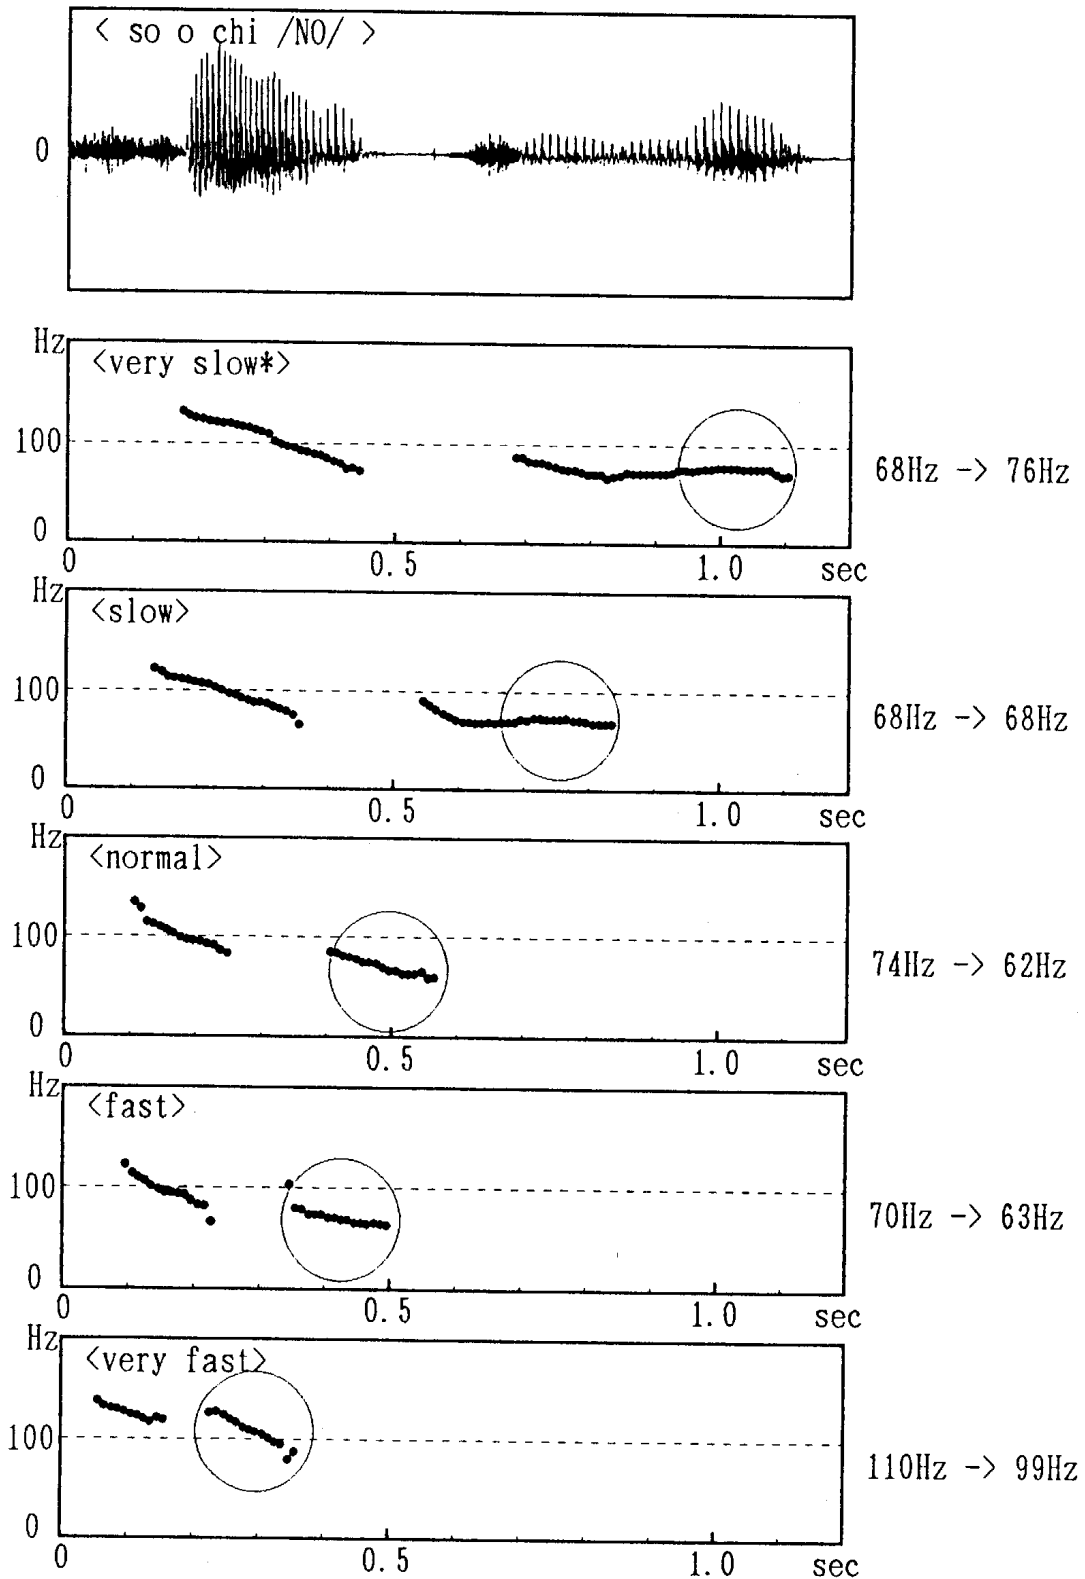 < so o chi /NO/ >
0
Hz
<very slow*>
100
68Hz -> 76Hz
0
0 0.5 1.0 sec
Hz
<slow>
100
68Hz -> 68Hz
0
0 0.5 1.0 sec
Hz
<normal>
100
74Hz -> 62Hz
0
0 0.5 1.0 sec
Hz
<fast>
100
70Hz -> 63Hz
0
0 0.5 1.0 sec
Hz
<very fast>
100
110Hz -> 99Hz
0
0 0.5 1.0 sec